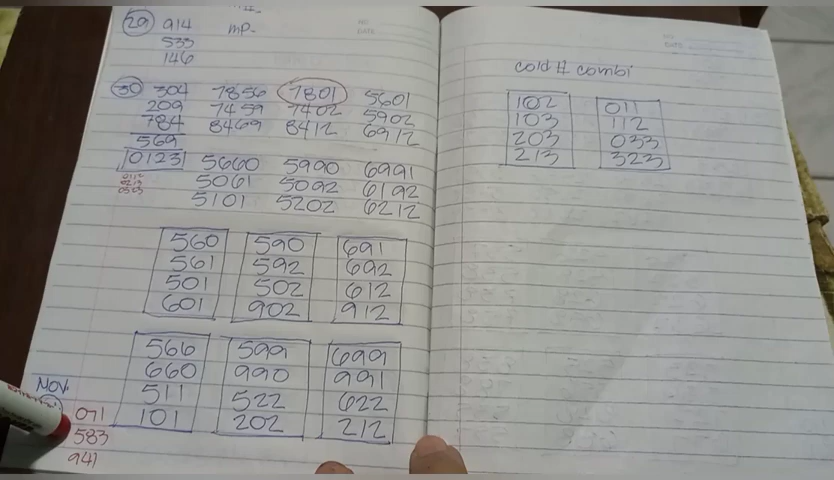 29 914 mp-
533
146
30 304 7856 7801 5601
209 7459 7402 5902
784 8469 8412 6912
569
01231 5660 5990 6991
5061 5092 6192
5101 5202 6212
560 590 691
561 592 692
501 502 612
601 902 912
566 599 699
660 990 991
511 522 622
101 202 212
NOV.
071
583
941
cold # combi
102 011
103 112
203 033
213 323